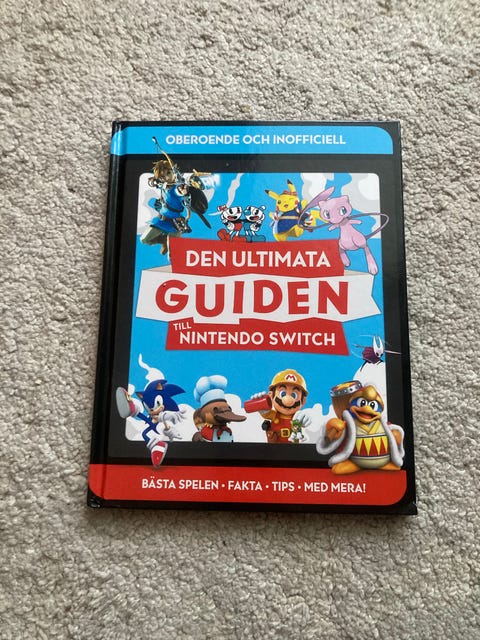 OBEROENDE OCH INOFFICIELL
DEN ULTIMATA
GUIDEN
TILL
NINTENDO SWITCH
BÄSTA SPELEN • FAKTA • TIPS • MED MERA!